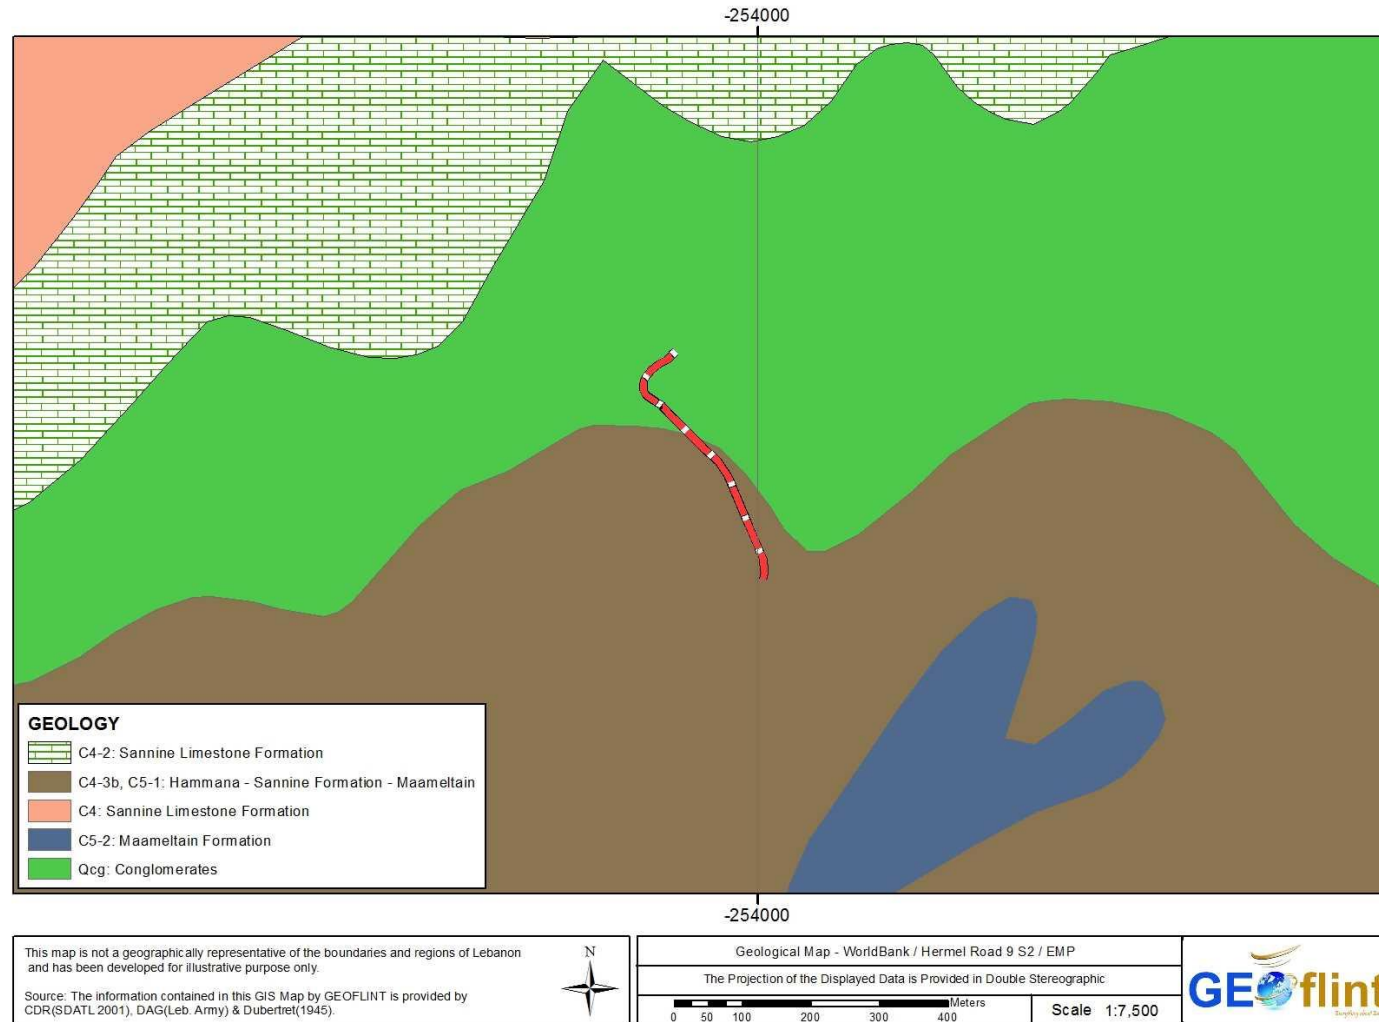 -254000
GEOLOGY
C4-2: Sannine Limestone Formation
C4-3b, C5-1: Hammana - Sannine Formation - Maameltain
C4: Sannine Limestone Formation
C5-2: Maameltain Formation
Qcg: Conglomerates
-254000
This map is not a geographically representative of the boundaries and regions of Lebanon
and has been developed for illustrative purpose only.
Source: The information contained in this GIS Map by GEOFLINT is provided by
CDR(SDATL 2001), DAG(Leb. Army) & Dubertret(1945).
N
Geological Map - WorldBank / Hermel Road 9 S2 / EMP
The Projection of the Displayed Data is Provided in Double Stereographic
Meters
0 50 100 200 300 400
Scale 1:7,500
GEOflint